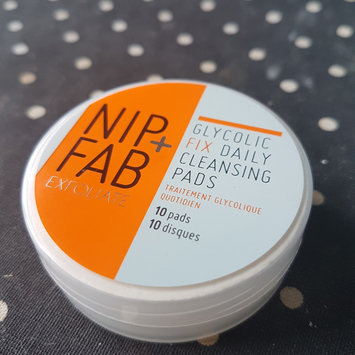 NIP+
FAB
EXFOLIATE
GLYCOLIC
FIX DAILY
CLEANSING
PADS
TRAITEMENT GLYCOLIQUE
QUOTIDIEN
10 pads
10 disques